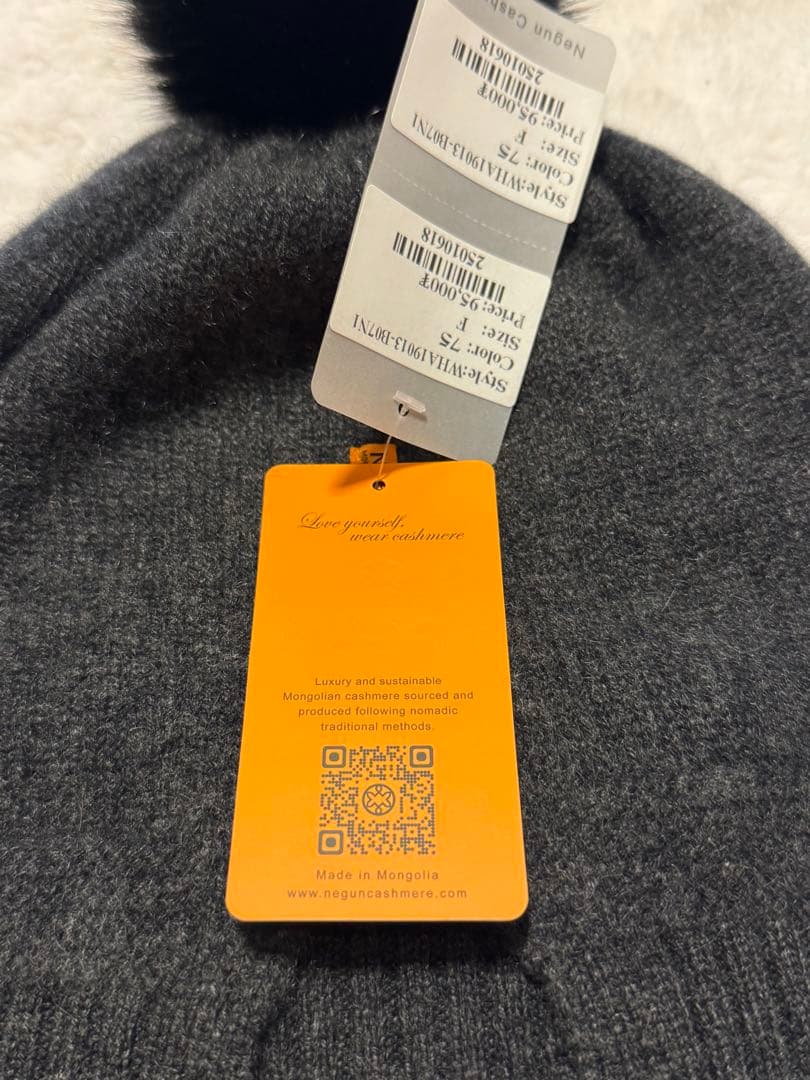 Negun Cash
Style:WHA19013-B07N1
Color: 75
Size: F
Price: 95,000₮
25010618
Style:WHA19013-B07N1
Color: 75
Size: F
Price: 95,000₮
25010618
Love yourself,
wear cashmere
Luxury and sustainable
Mongolian cashmere sourced and
produced following nomadic
traditional methods.
Made in Mongolia
www.neguncashmere.com